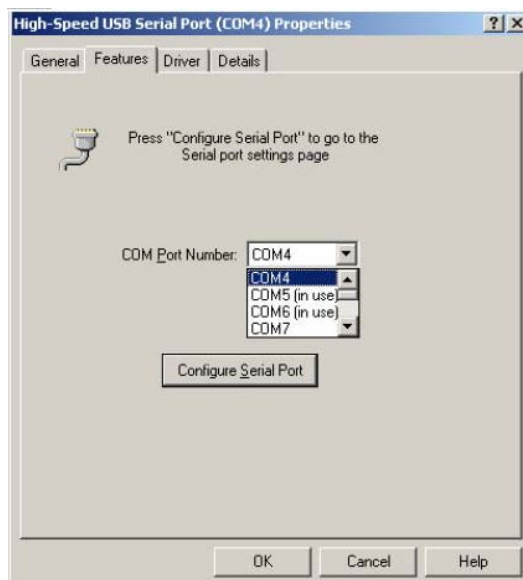 High-Speed USB Serial Port (COM4) Properties
General Features Driver Details
Press "Configure Serial Port" to go to the
Serial port settings page
COM Port Number: COM4
COM4
COM5 (in use)
COM6 (in use)
COM7
Configure Serial Port
OK Cancel Help